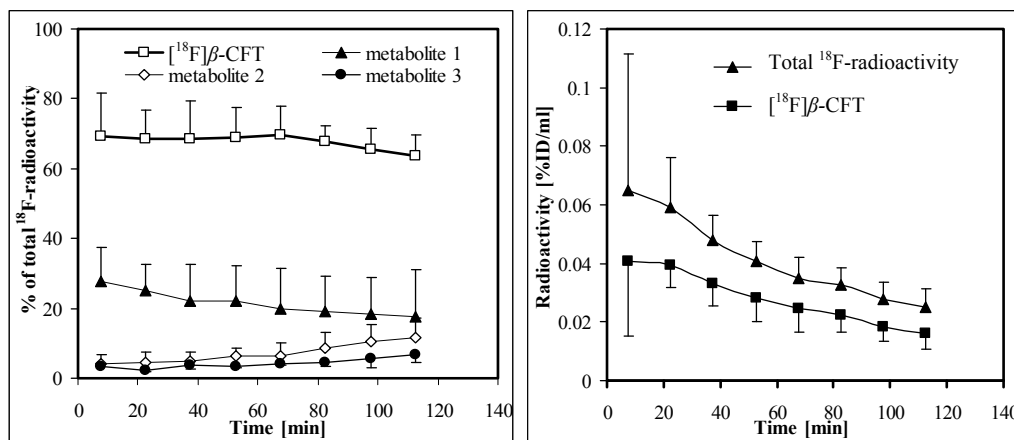 100
80
60
40
20
0
% of total ¹⁸F-radioactivity
[¹⁸F]β-CFT
metabolite 1
metabolite 2
metabolite 3
0 20 40 60 80 100 120 140
Time [min]
0.12
0.1
0.08
0.06
0.04
0.02
0
Radioactivity [%ID/ml]
Total ¹⁸F-radioactivity
[¹⁸F]β-CFT
0 20 40 60 80 100 120 140
Time [min]